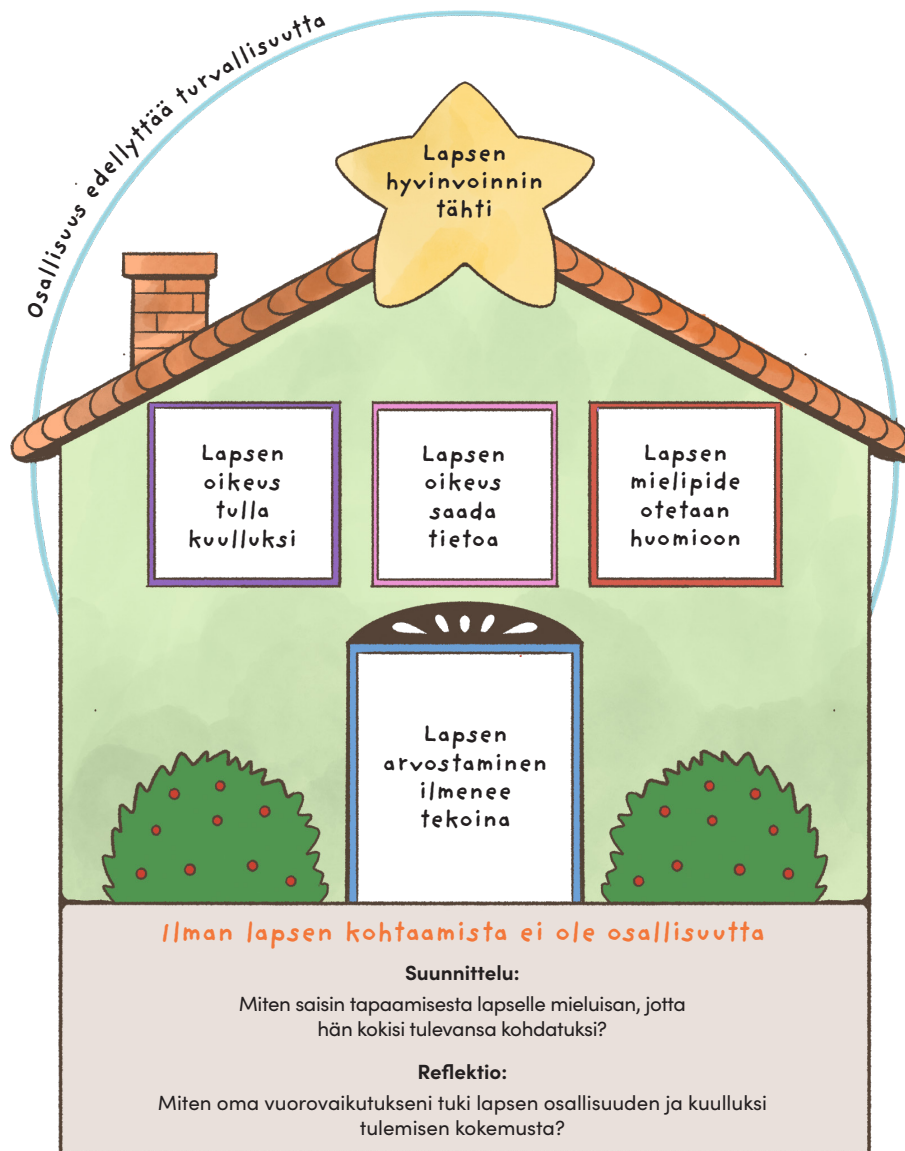 Osallisuus edellyttää turvallisuutta
Lapsen
hyvinvoinnin
tähti
Lapsen
oikeus
tulla
kuulluksi
Lapsen
oikeus
saada
tietoa
Lapsen
mielipide
otetaan
huomioon
Lapsen
arvostaminen
ilmenee
tekoina
Ilman lapsen kohtaamista ei ole osallisuutta
Suunnittelu:
Miten saisin tapaamisesta lapselle mieluisan, jotta
hän kokisi tulevansa kohdatuksi?
Reflektio:
Miten oma vuorovaikutukseni tuki lapsen osallisuuden ja kuulluksi
tulemisen kokemusta?